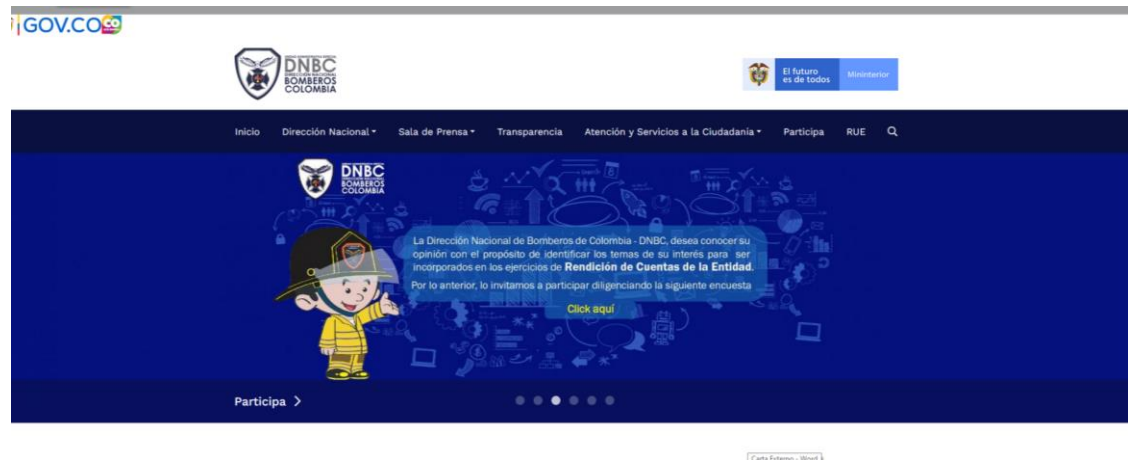 GOV.CO
DNBC
BOMBEROS
COLOMBIA
El futuro
es de todos
Mininterior
Inicio Dirección Nacional Sala de Prensa Transparencia Atención y Servicios a la Ciudadanía Participa RUE
DNBC
BOMBEROS
COLOMBIA
La Dirección Nacional de Bomberos de Colombia - DNBC, desea conocer su
opinión con el propósito de identificar los temas de su interés para ser
incorporados en los ejercicios de Rendición de Cuentas de la Entidad.
Por lo anterior, lo invitamos a participar diligenciando la siguiente encuesta
Click aquí
Participa
Carta Externo - Word